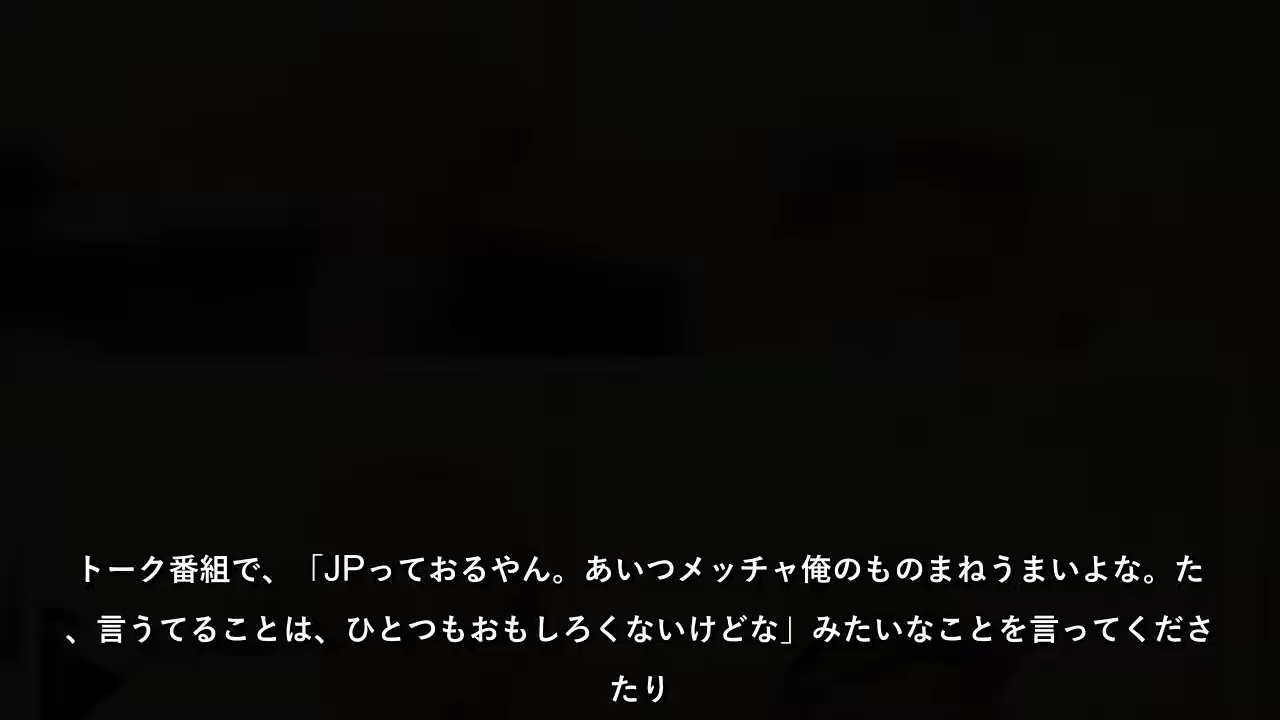 トーク番組で、「JPっておるやん。あいつメッチャ俺のものまねうまいよな。た
、言うてることは、ひとつもおもしろくないけどな」みたいなことを言ってくださ
たり